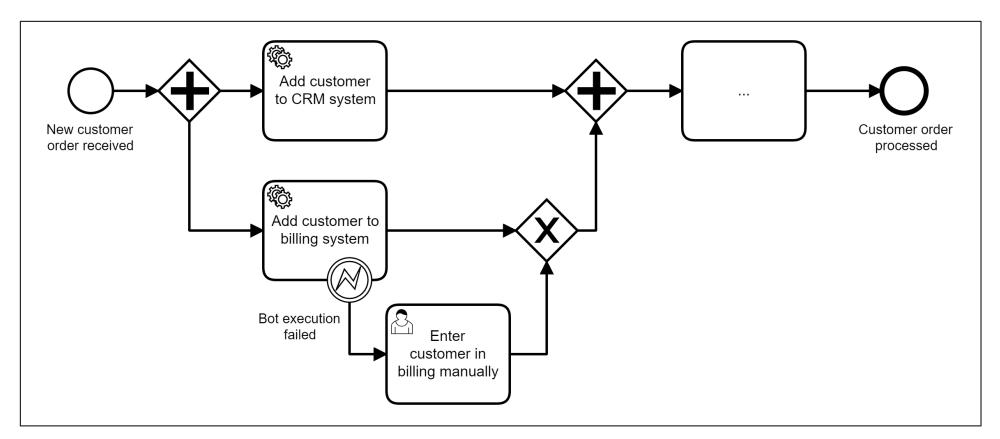 Add customer
to CRM system
...
New customer
order received
Customer order
processed
Add customer to
billing system
X
Bot execution
failed
Enter
customer in
billing manually